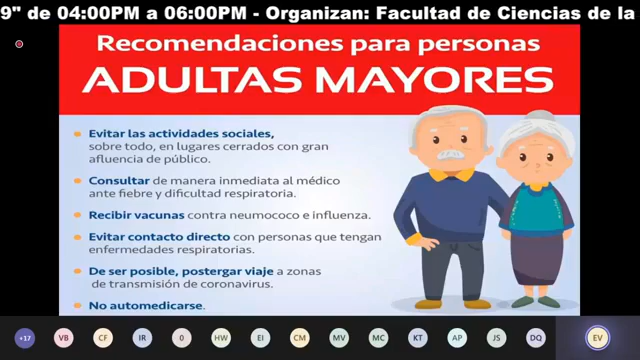 9" de 04:00PM a 06:00PM - Organizan: Facultad de Ciencias de la
Recomendaciones para personas
ADULTAS MAYORES
Evitar las actividades sociales,
sobre todo, en lugares cerrados con gran
afluencia de público.
Consultar de manera inmediata al médico
ante fiebre y dificultad respiratoria.
Recibir vacunas contra neumococo e influenza.
Evitar contacto directo con personas que tengan
enfermedades respiratorias.
De ser posible, postergar viaje a zonas
de transmisión de coronavirus.
No automedicarse.
+17 VB CF IR 0 HW EI CM MV MC KT AP JS DQ EV